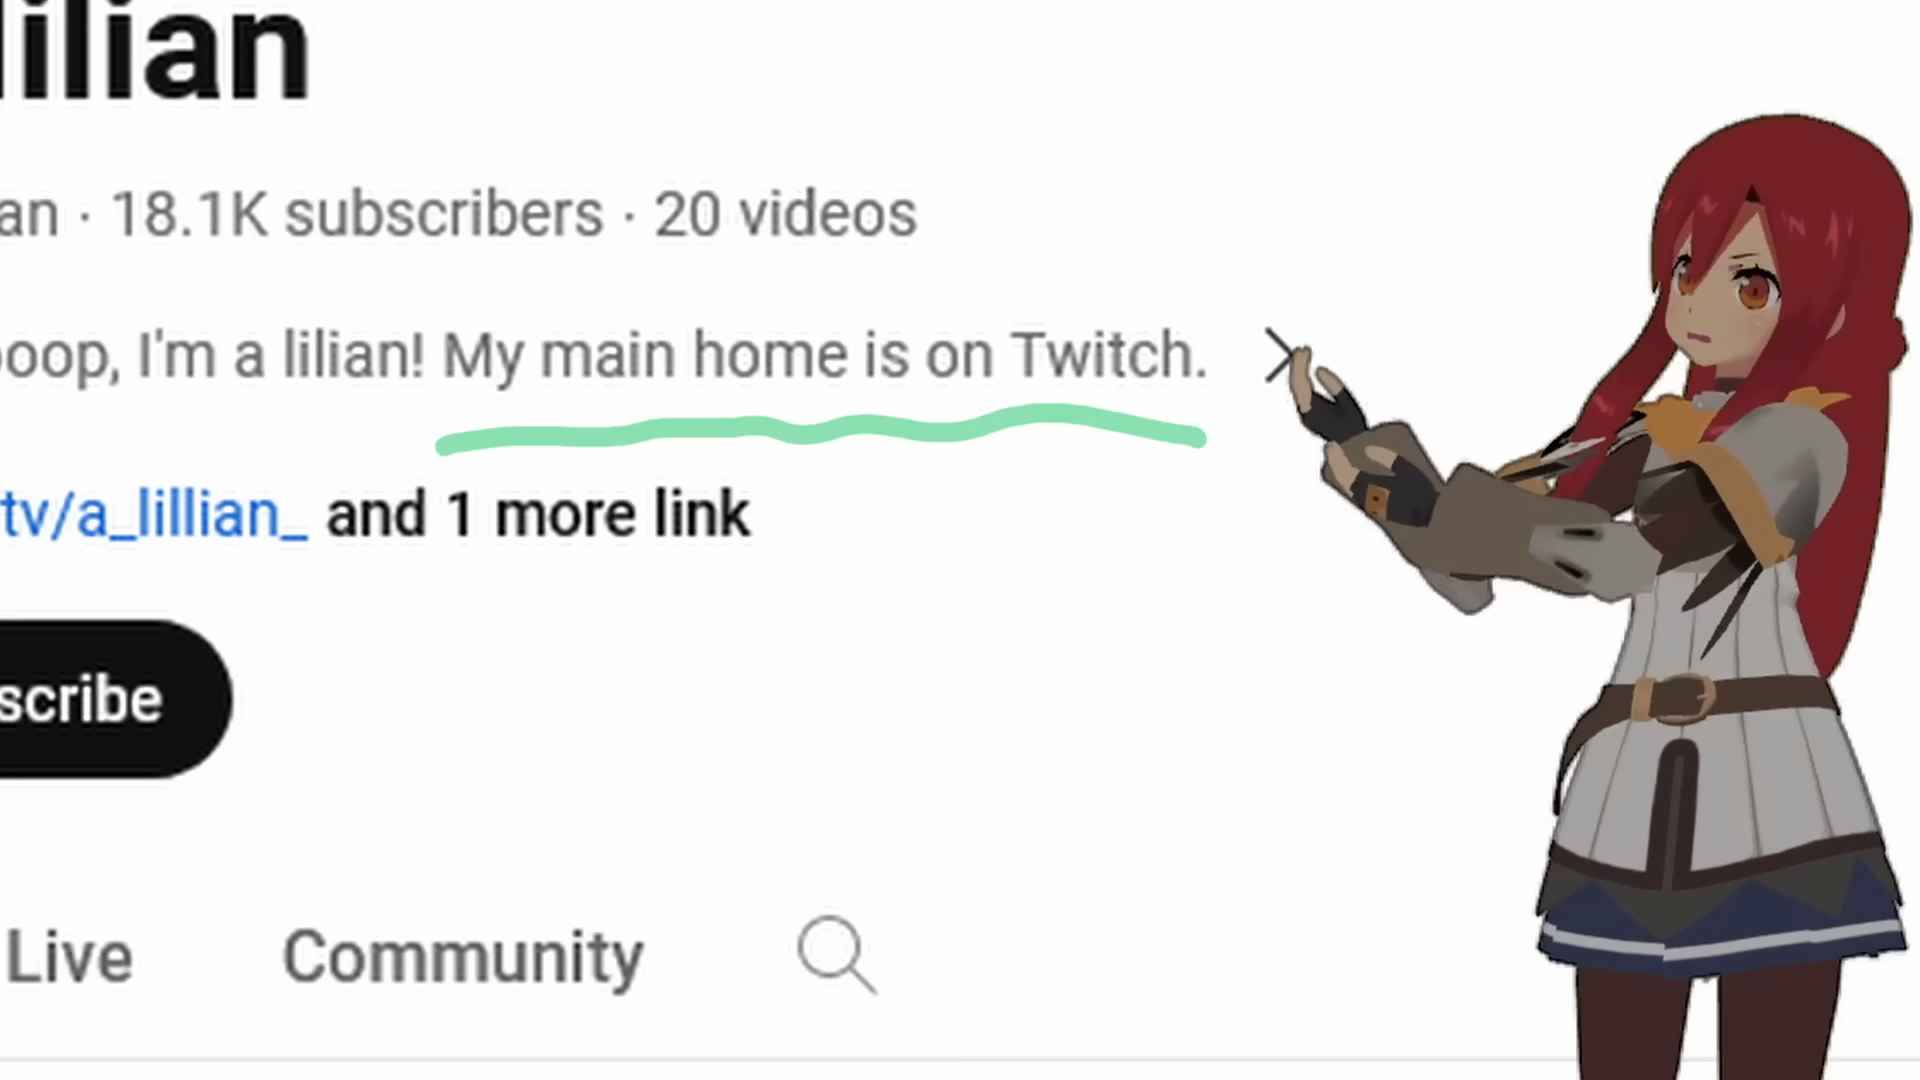 lilian
an · 18.1K subscribers · 20 videos
boop, I'm a lilian! My main home is on Twitch.
tv/a_lillian_ and 1 more link
scribe
Live
Community